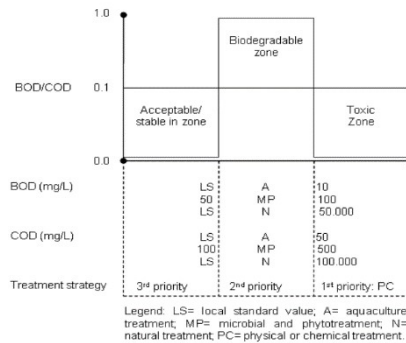 1.0
Biodegradable
zone
BOD/COD 0.1
Acceptable/
stable in zone
Toxic
Zone
0.0
BOD (mg/L) LS A 10
50 MP 100
LS N 50.000
COD (mg/L) LS A 50
100 MP 500
LS N 100.000
Treatment strategy 3rd priority 2nd priority 1st priority: PC
Legend: LS= local standard value; A= aquaculture
treatment; MP= microbial and phytotreatment; N=
natural treatment; PC= physical or chemical treatment.